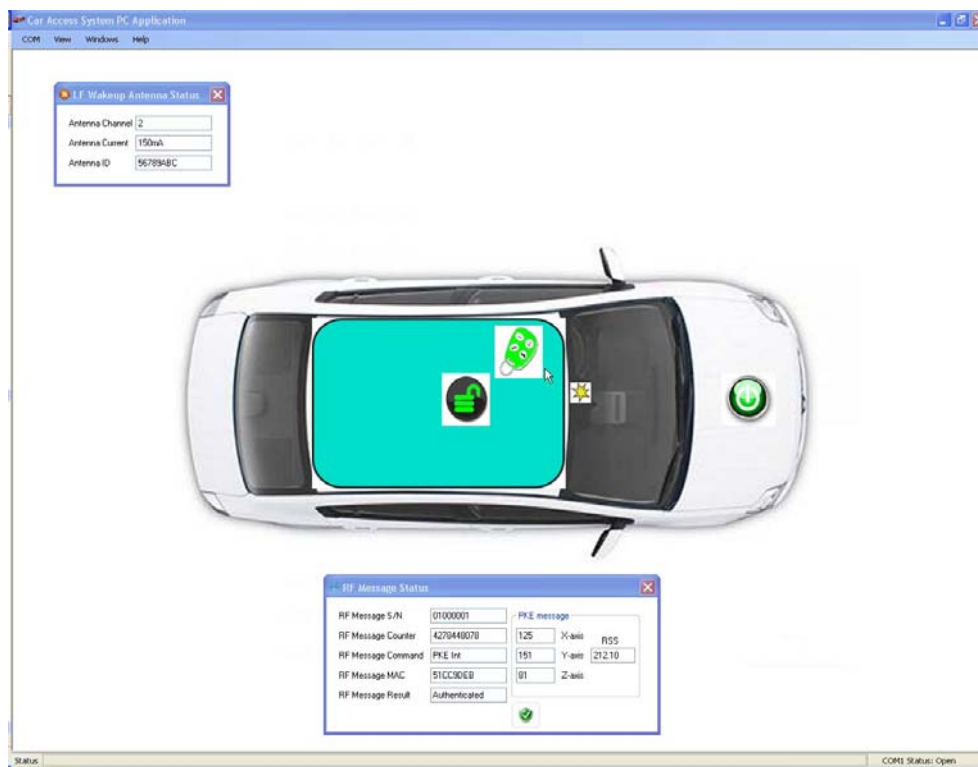 Car Access System PC Application
COM View Windows Help
LF Wakeup Antenna Status
Antenna Channel 2
Antenna Current 150mA
Antenna ID 56789ABC
RF Message Status
RF Message S/N 01000001
RF Message Counter 4278448078
RF Message Command PKE Int
RF Message MAC 51CC9DEB
RF Message Result Authenticated
PKE message
125 X-axis
RSS
151 Y-axis 212.10
81 Z-axis
Status
COM1 Status: Open